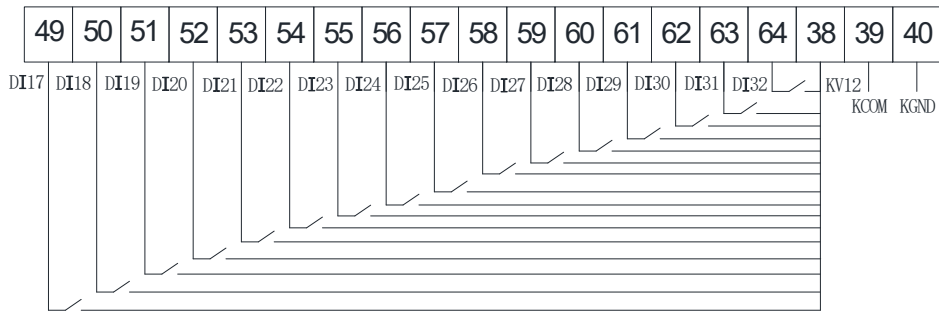 49 50 51 52 53 54 55 56 57 58 59 60 61 62 63 64 38 39 40
DI17 DI18 DI19 DI20 DI21 DI22 DI23 DI24 DI25 DI26 DI27 DI28 DI29 DI30 DI31 DI32 KV12
KCOM KGND